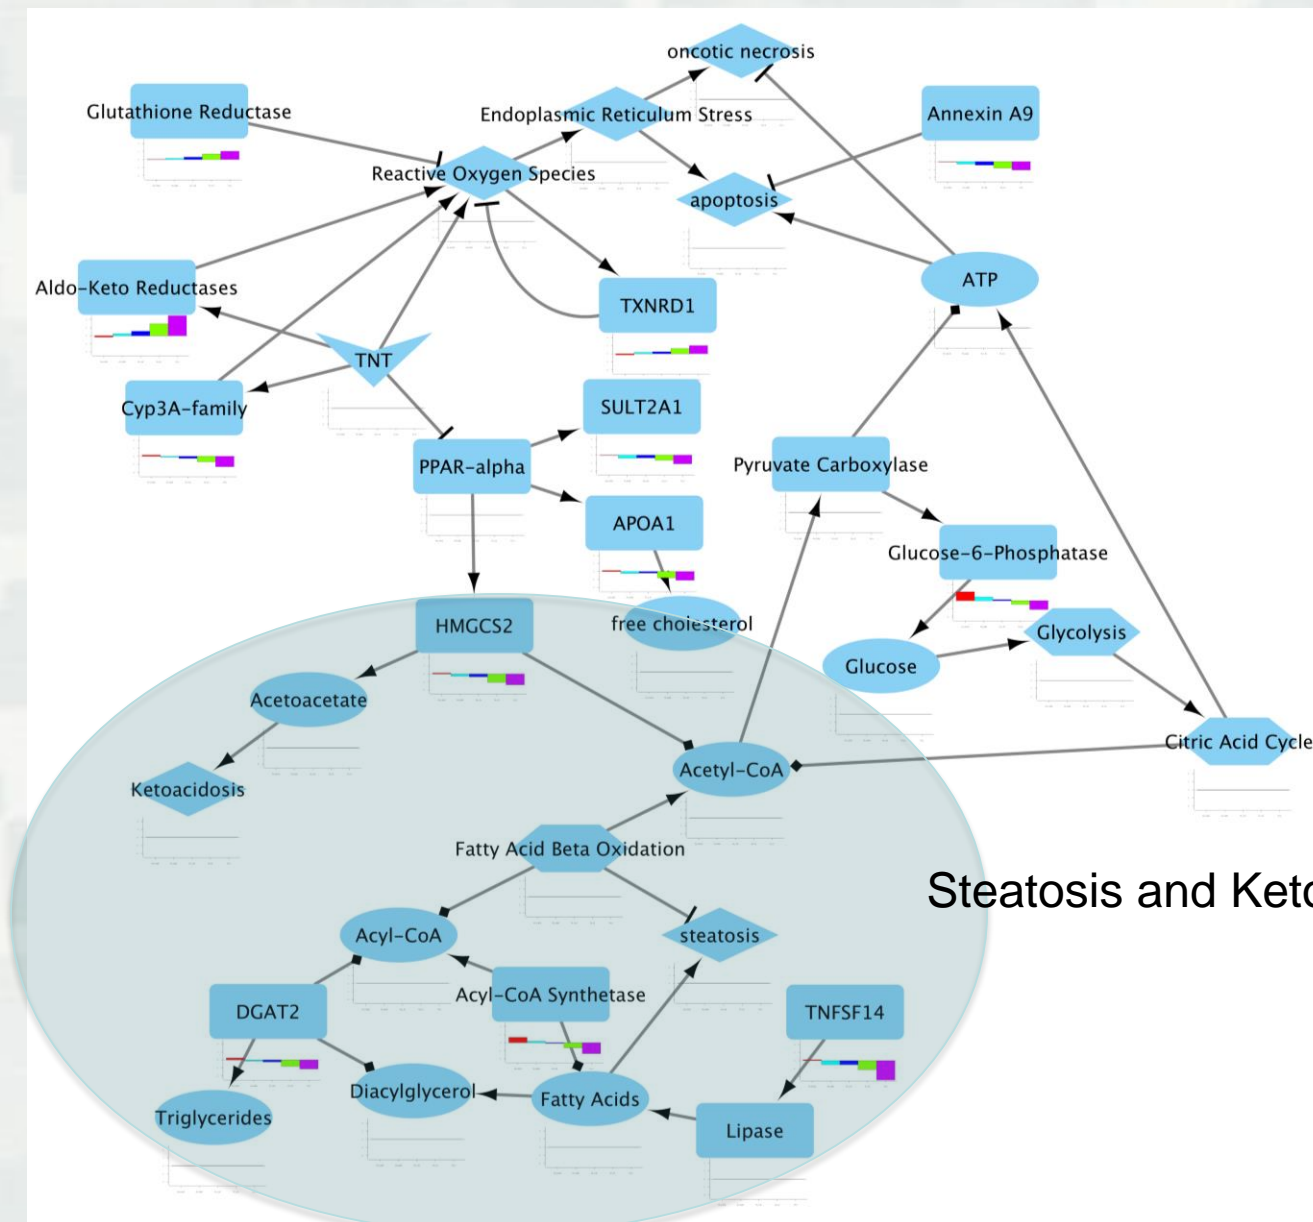 oncotic necrosis
Glutathione Reductase
Endoplasmic Reticulum Stress
Annexin A9
Reactive Oxygen Species
apoptosis
Aldo-Keto Reductases
ATP
TXNRD1
TNT
Cyp3A-family
SULT2A1
PPAR-alpha
Pyruvate Carboxylase
APOA1
Glucose-6-Phosphatase
HMGCS2
free cholesterol
Glycolysis
Glucose
Acetoacetate
Citric Acid Cycle
Acetyl-CoA
Ketoacidosis
Fatty Acid Beta Oxidation
Steatosis and Keto
Acyl-CoA
steatosis
Acyl-CoA Synthetase
DGAT2
TNFSF14
Diacylglycerol
Fatty Acids
Triglycerides
Lipase